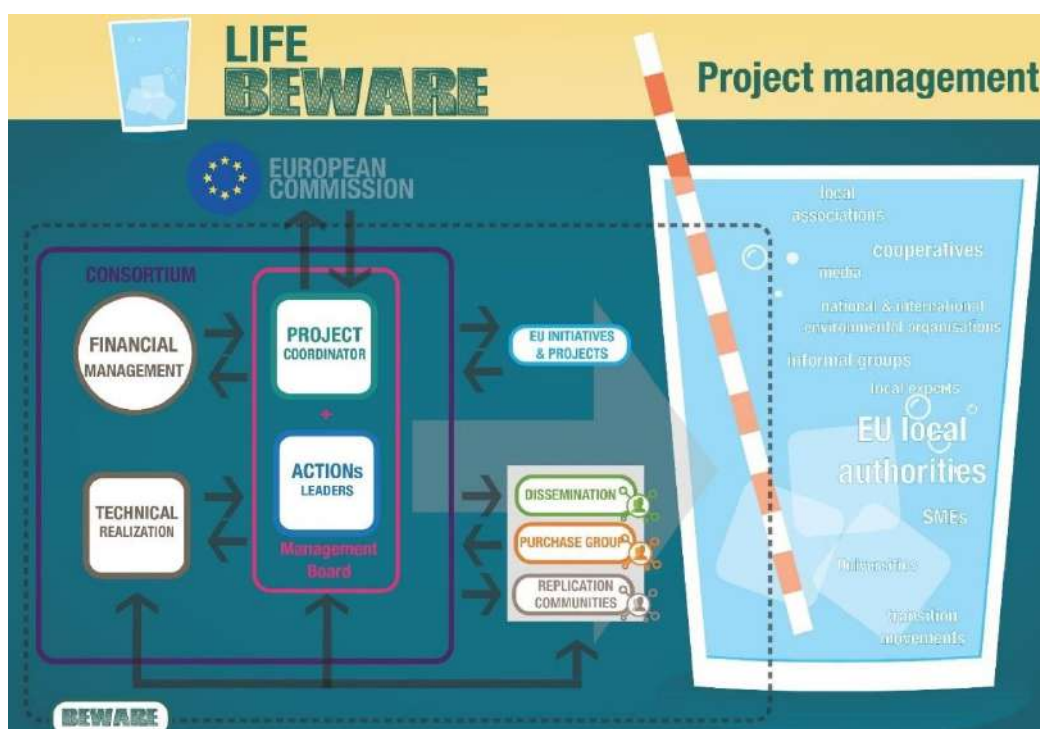 LIFE
BEWARE
Project management
EUROPEAN
COMMISSION
CONSORTIUM
FINANCIAL
MANAGEMENT
PROJECT
COORDINATOR
+
ACTIONs
LEADERS
Management
Board
TECHNICAL
REALIZATION
EU INITIATIVES
& PROJECTS
DISSEMINATION
PURCHASE GROUP
REPLICATION
COMMUNITIES
BEWARE
local
associations
cooperatives
media
national & international
environmental organisations
informal groups
local experts
EU local
authorities
SMEs
Universities
transition
movements